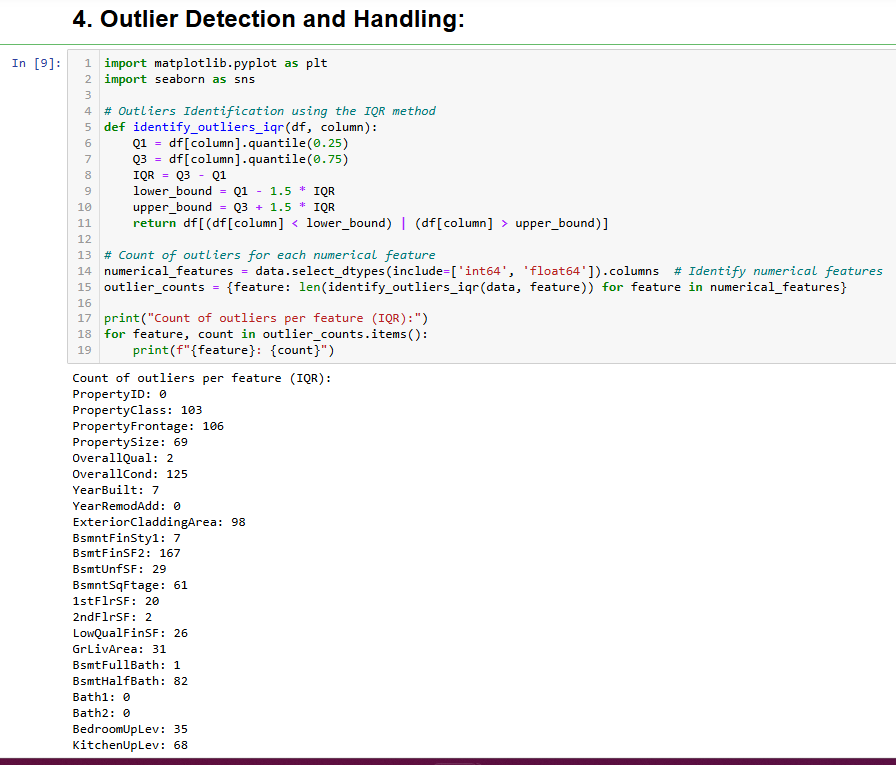 4. Outlier Detection and Handling:
In [9]:
1 import matplotlib.pyplot as plt
2 import seaborn as sns
3
4 # Outliers Identification using the IQR method
5 def identify_outliers_iqr(df, column):
6     Q1 = df[column].quantile(0.25)
7     Q3 = df[column].quantile(0.75)
8     IQR = Q3 - Q1
9     lower_bound = Q1 - 1.5 * IQR
10     upper_bound = Q3 + 1.5 * IQR
11     return df[(df[column] < lower_bound) | (df[column] > upper_bound)]
12
13 # Count of outliers for each numerical feature
14 numerical_features = data.select_dtypes(include=['int64', 'float64']).columns  # Identify numerical features
15 outlier_counts = {feature: len(identify_outliers_iqr(data, feature)) for feature in numerical_features}
16
17 print("Count of outliers per feature (IQR):")
18 for feature, count in outlier_counts.items():
19     print(f"{feature}: {count}")
Count of outliers per feature (IQR):
PropertyID: 0
PropertyClass: 103
PropertyFrontage: 106
PropertySize: 69
OverallQual: 2
OverallCond: 125
YearBuilt: 7
YearRemodAdd: 0
ExteriorCladdingArea: 98
BsmntFinSty1: 7
BsmtFinSF2: 167
BsmtUnfSF: 29
BsmntSqFtage: 61
1stFlrSF: 20
2ndFlrSF: 2
LowQualFinSF: 26
GrLivArea: 31
BsmtFullBath: 1
BsmtHalfBath: 82
Bath1: 0
Bath2: 0
BedroomUpLev: 35
KitchenUpLev: 68